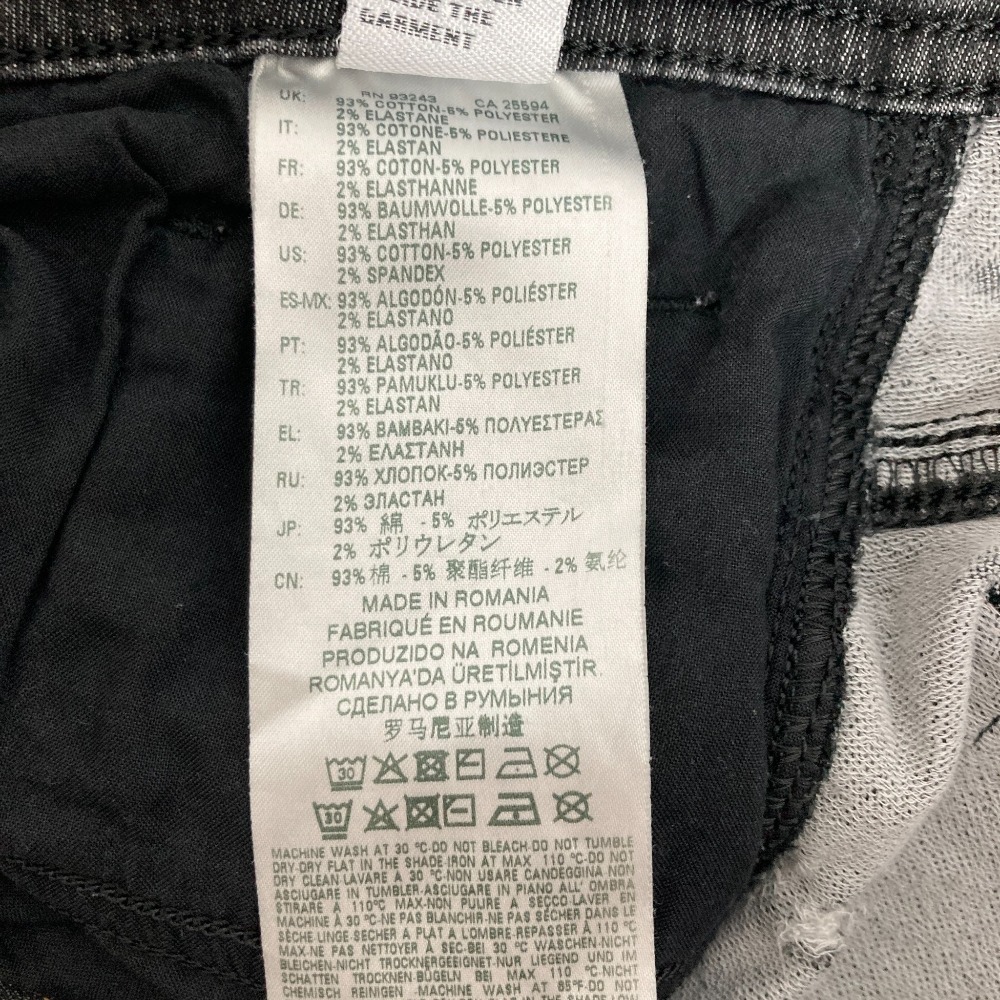 THE
GARMENT
RN 93243 CA 25594
UK: 93% COTTON-5% POLYESTER
2% ELASTANE
IT: 93% COTONE-5% POLIESTERE
2% ELASTAN
FR: 93% COTON-5% POLYESTER
2% ELASTHANNE
DE: 93% BAUMWOLLE-5% POLYESTER
2% ELASTHAN
US: 93% COTTON-5% POLYESTER
2% SPANDEX
ES-MX: 93% ALGODÓN-5% POLIÉSTER
2% ELASTANO
PT: 93% ALGODÃO-5% POLIÉSTER
2% ELASTANO
TR: 93% PAMUKLU-5% POLYESTER
2% ELASTAN
EL: 93% ΒΑΜΒΑΚΙ-5% ΠΟΛΥΕΣΤΕΡΑΣ
2% ΕΛΑΣΤΑΝΗ
RU: 93% ХЛОПОК-5% ПОЛИЭСТЕР
2% ЭЛАСТАН
JP: 93% 綿 -5% ポリエステル
2% ポリウレタン
CN: 93%棉 -5% 聚酯纤维 -2% 氨纶
MADE IN ROMANIA
FABRIQUÉ EN ROUMANIE
PRODUZIDO NA ROMENIA
ROMANYA'DA ÜRETİLMİŞTİR
СДЕЛАНО В РУМЫНИЯ
罗马尼亚制造
30
30
MACHINE WASH AT 30 °C-DO NOT BLEACH-DO NOT TUMBLE
DRY-DRY FLAT IN THE SHADE-IRON AT MAX 110 °C-DO NOT
DRY CLEAN LAVARE A 30 °C-NON USARE CANDEGGINA NON
ASCIUGARE IN TUMBLER-ASCIUGARE IN PIANO ALL' OMBRA
STIRARE A 110°C MAX-NON PULIRE A SECCO-LAVER EN
MACHINE À 30 °C-NE PAS BLANCHIR-NE PAS SÉCHER DANS LE
SÈCHE-LINGE-SÉCHER A PLAT A L'OMBRE-REPASSER À 110 °C
MAX-NE PAS NETTOYER À SEC-BEI 30 °C WASCHEN-NICHT
BLEICHEN-NICHT TROCKNERGEEIGNET-NUR LIEGEND UND IM
SCHATTEN TROCKNEN-BÜGELN BEI MAX 110 °C-NICHT
CHEMISCH REINIGEN -MACHINE WASH AT 85°F-DO NOT